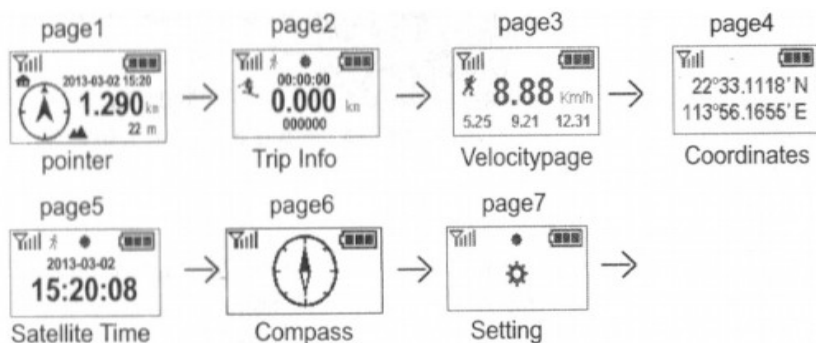 page1
2013-03-02 15:20
1.290 km
22 m
pointer
page2
00:00:00
0.000 km
000000
Trip Info
page3
8.88 Km/h
5.25 9.21 12.31
Velocitypage
page4
22°33.1118' N
113°56.1655' E
Coordinates
page5
2013-03-02
15:20:08
Satellite Time
page6
Compass
page7
Setting